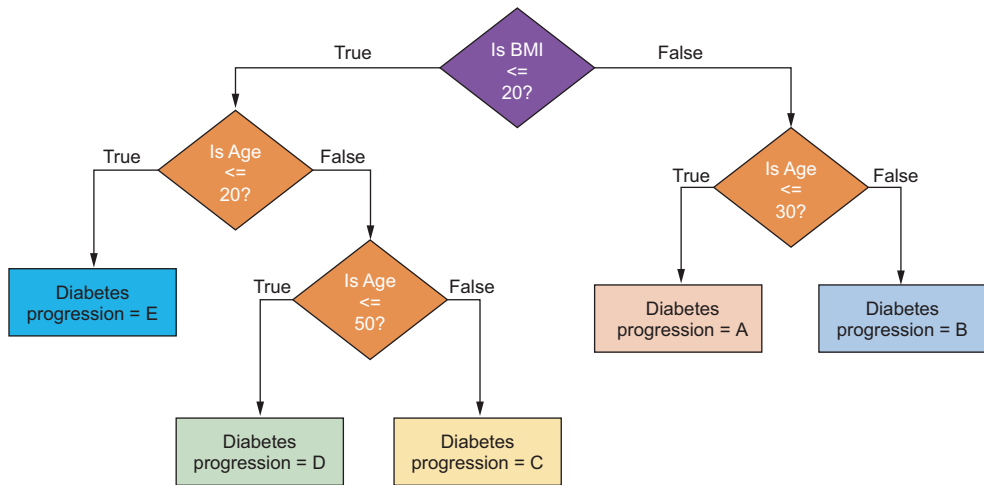 Is BMI
<=
20?
True
False
Is Age
<=
20?
True
False
Is Age
<=
30?
True
False
Diabetes
progression = E
Is Age
<=
50?
True
False
Diabetes
progression = A
Diabetes
progression = B
Diabetes
progression = D
Diabetes
progression = C